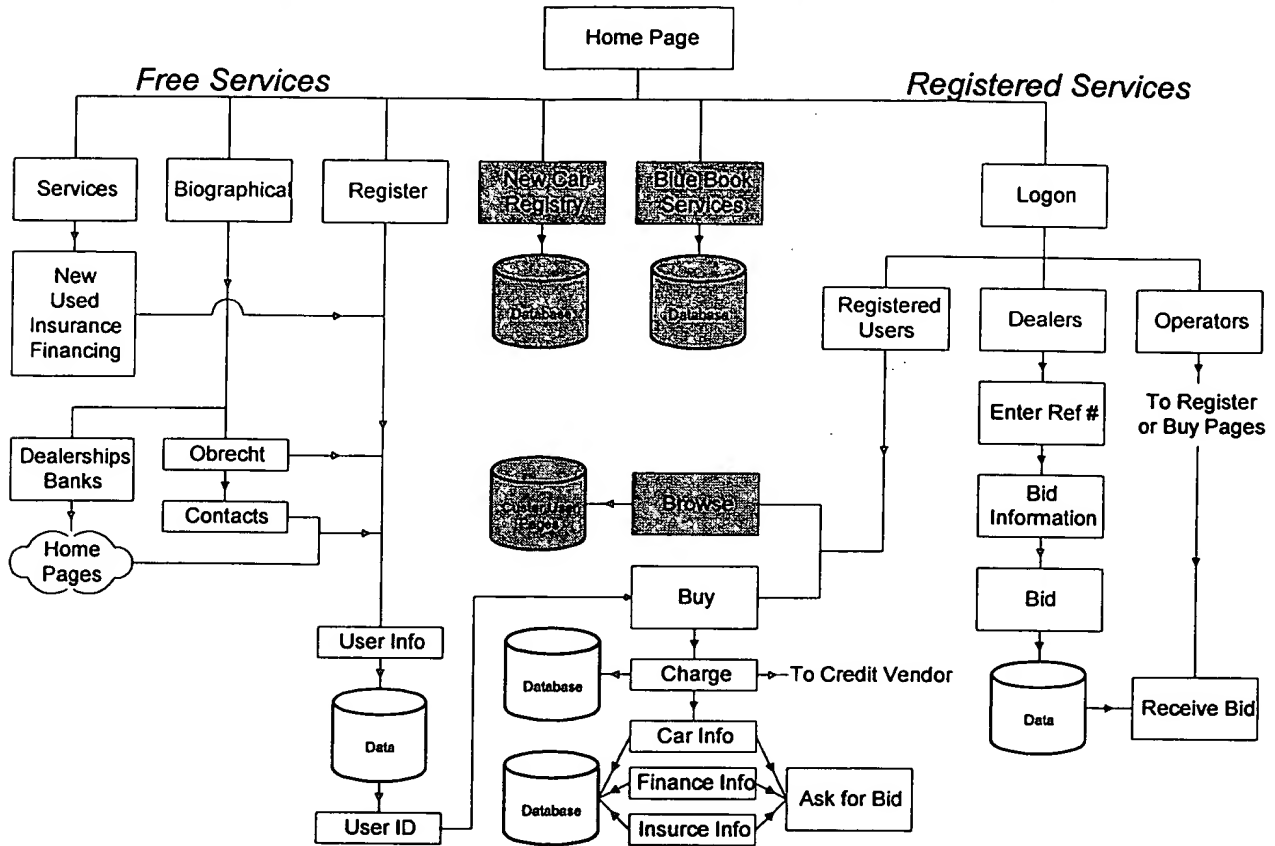 Home Page
Free Services
Registered Services
Services
Biographical
Register
New Car
Registry
Blue Book
Services
Logon
New
Used
Insurance
Financing
Database
Database
Registered
Users
Dealers
Operators
Enter Ref #
To Register
or Buy Pages
Dealerships
Banks
Obrecht
Contacts
Home
Pages
Pages
Browse
Bid
Information
Buy
Bid
User Info
Database
Charge
To Credit Vendor
Data
Data
Receive Bid
Car Info
Database
Finance Info
Ask for Bid
User ID
Insurce Info